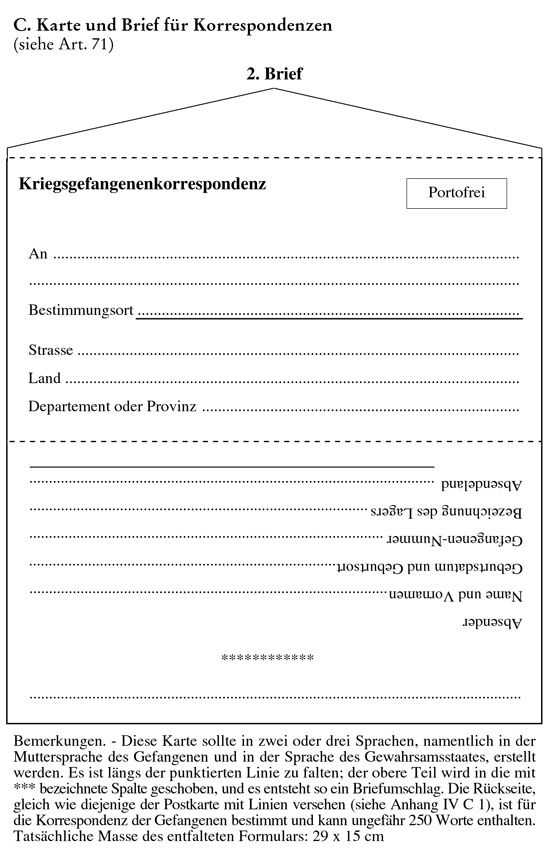 C. Karte und Brief für Korrespondenzen
(siehe Art. 71)
2. Brief
Kriegsgefangenenkorrespondenz
Portofrei
An ................................................................
................................................................
Bestimmungsort ................................................................
Strasse ................................................................
Land ................................................................
Departement oder Provinz ................................................................
Absendeland
Bezeichnung des Lagers
Gefangenen-Nummer
Geburtsdatum und Geburtsort
Name und Vornamen
Absender
************
................................................................
Bemerkungen. - Diese Karte sollte in zwei oder drei Sprachen, namentlich in der
Muttersprache des Gefangenen und in der Sprache des Gewahrsamsstaates, erstellt
werden. Es ist längs der punktierten Linie zu falten; der obere Teil wird in die mit
*** bezeichnete Spalte geschoben, und es entsteht so ein Briefumschlag. Die Rückseite,
gleich wie diejenige der Postkarte mit Linien versehen (siehe Anhang IV C 1), ist für
die Korrespondenz der Gefangenen bestimmt und kann ungefähr 250 Worte enthalten.
Tatsächliche Masse des entfalteten Formulars: 29 x 15 cm